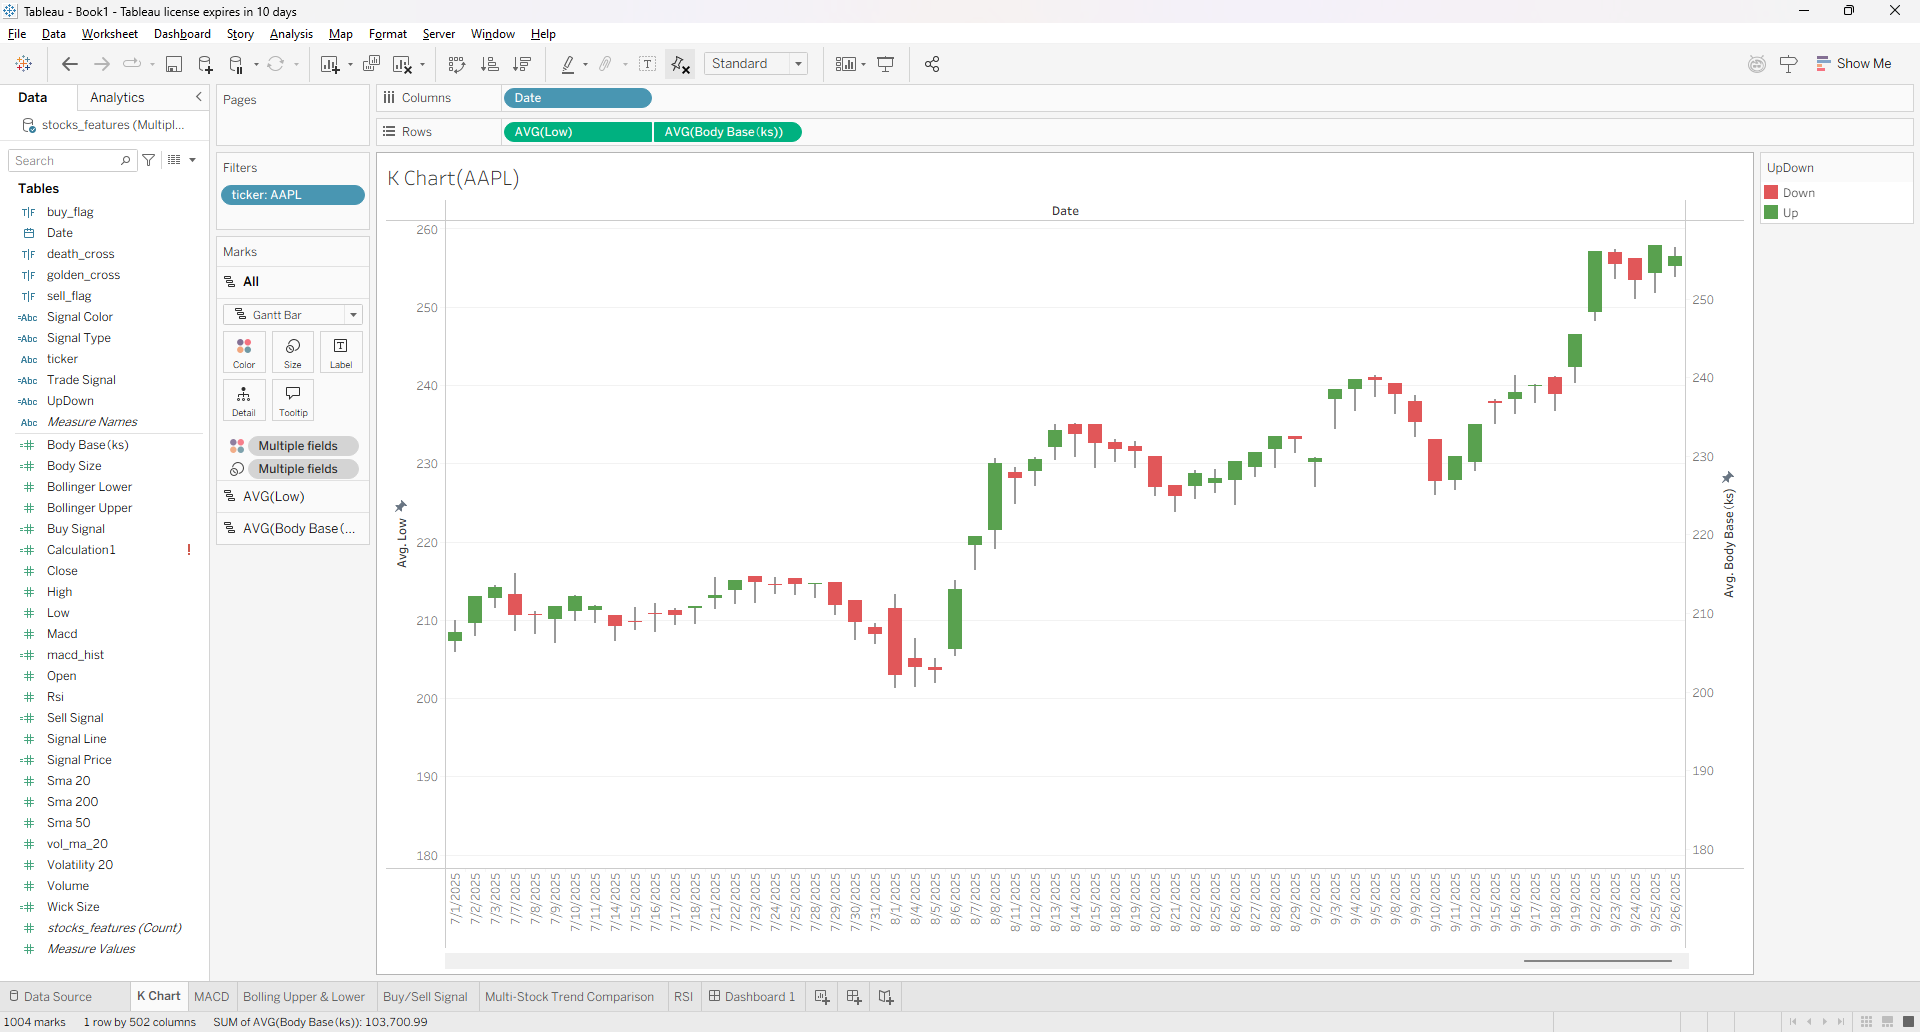 Tableau - Book1 - Tableau license expires in 10 days
File Data Worksheet Dashboard Story Analysis Map Format Server Window Help
Standard
Show Me
Data Analytics
stocks_features (Multipl...
Search
Tables
buy_flag
Date
death_cross
golden_cross
sell_flag
Signal Color
Signal Type
ticker
Trade Signal
UpDown
Measure Names
Body Base(ks)
Body Size
Bollinger Lower
Bollinger Upper
Buy Signal
Calculation1 !
Close
High
Low
Macd
macd_hist
Open
Rsi
Sell Signal
Signal Line
Signal Price
Sma 20
Sma 200
Sma 50
vol_ma_20
Volatility 20
Volume
Wick Size
stocks_features (Count)
Measure Values
Pages
Filters
ticker: AAPL
Marks
All
Gantt Bar
Color Size Label
Detail Tooltip
Multiple fields
Multiple fields
AVG(Low)
AVG(Body Base(...
Columns Date
Rows AVG(Low) AVG(Body Base(ks))
K Chart(AAPL)
Date
260
250
240
230
220
210
200
190
180
Avg. Low
250
240
230
220
210
200
190
180
Avg. Body Base(ks)
7/1/2025
7/2/2025
7/3/2025
7/7/2025
7/8/2025
7/9/2025
7/10/2025
7/11/2025
7/14/2025
7/15/2025
7/16/2025
7/17/2025
7/18/2025
7/21/2025
7/22/2025
7/23/2025
7/24/2025
7/25/2025
7/28/2025
7/29/2025
7/30/2025
7/31/2025
8/1/2025
8/4/2025
8/5/2025
8/6/2025
8/7/2025
8/8/2025
8/11/2025
8/12/2025
8/13/2025
8/14/2025
8/15/2025
8/18/2025
8/19/2025
8/20/2025
8/21/2025
8/22/2025
8/25/2025
8/26/2025
8/27/2025
8/28/2025
8/29/2025
9/2/2025
9/3/2025
9/4/2025
9/5/2025
9/8/2025
9/9/2025
9/10/2025
9/11/2025
9/12/2025
9/15/2025
9/16/2025
9/17/2025
9/18/2025
9/19/2025
9/22/2025
9/23/2025
9/24/2025
9/25/2025
9/26/2025
UpDown
Down
Up
Data Source K Chart MACD Bolling Upper & Lower Buy/Sell Signal Multi-Stock Trend Comparison RSI Dashboard 1
1004 marks 1 row by 502 columns SUM of AVG(Body Base(ks)): 103,700.99